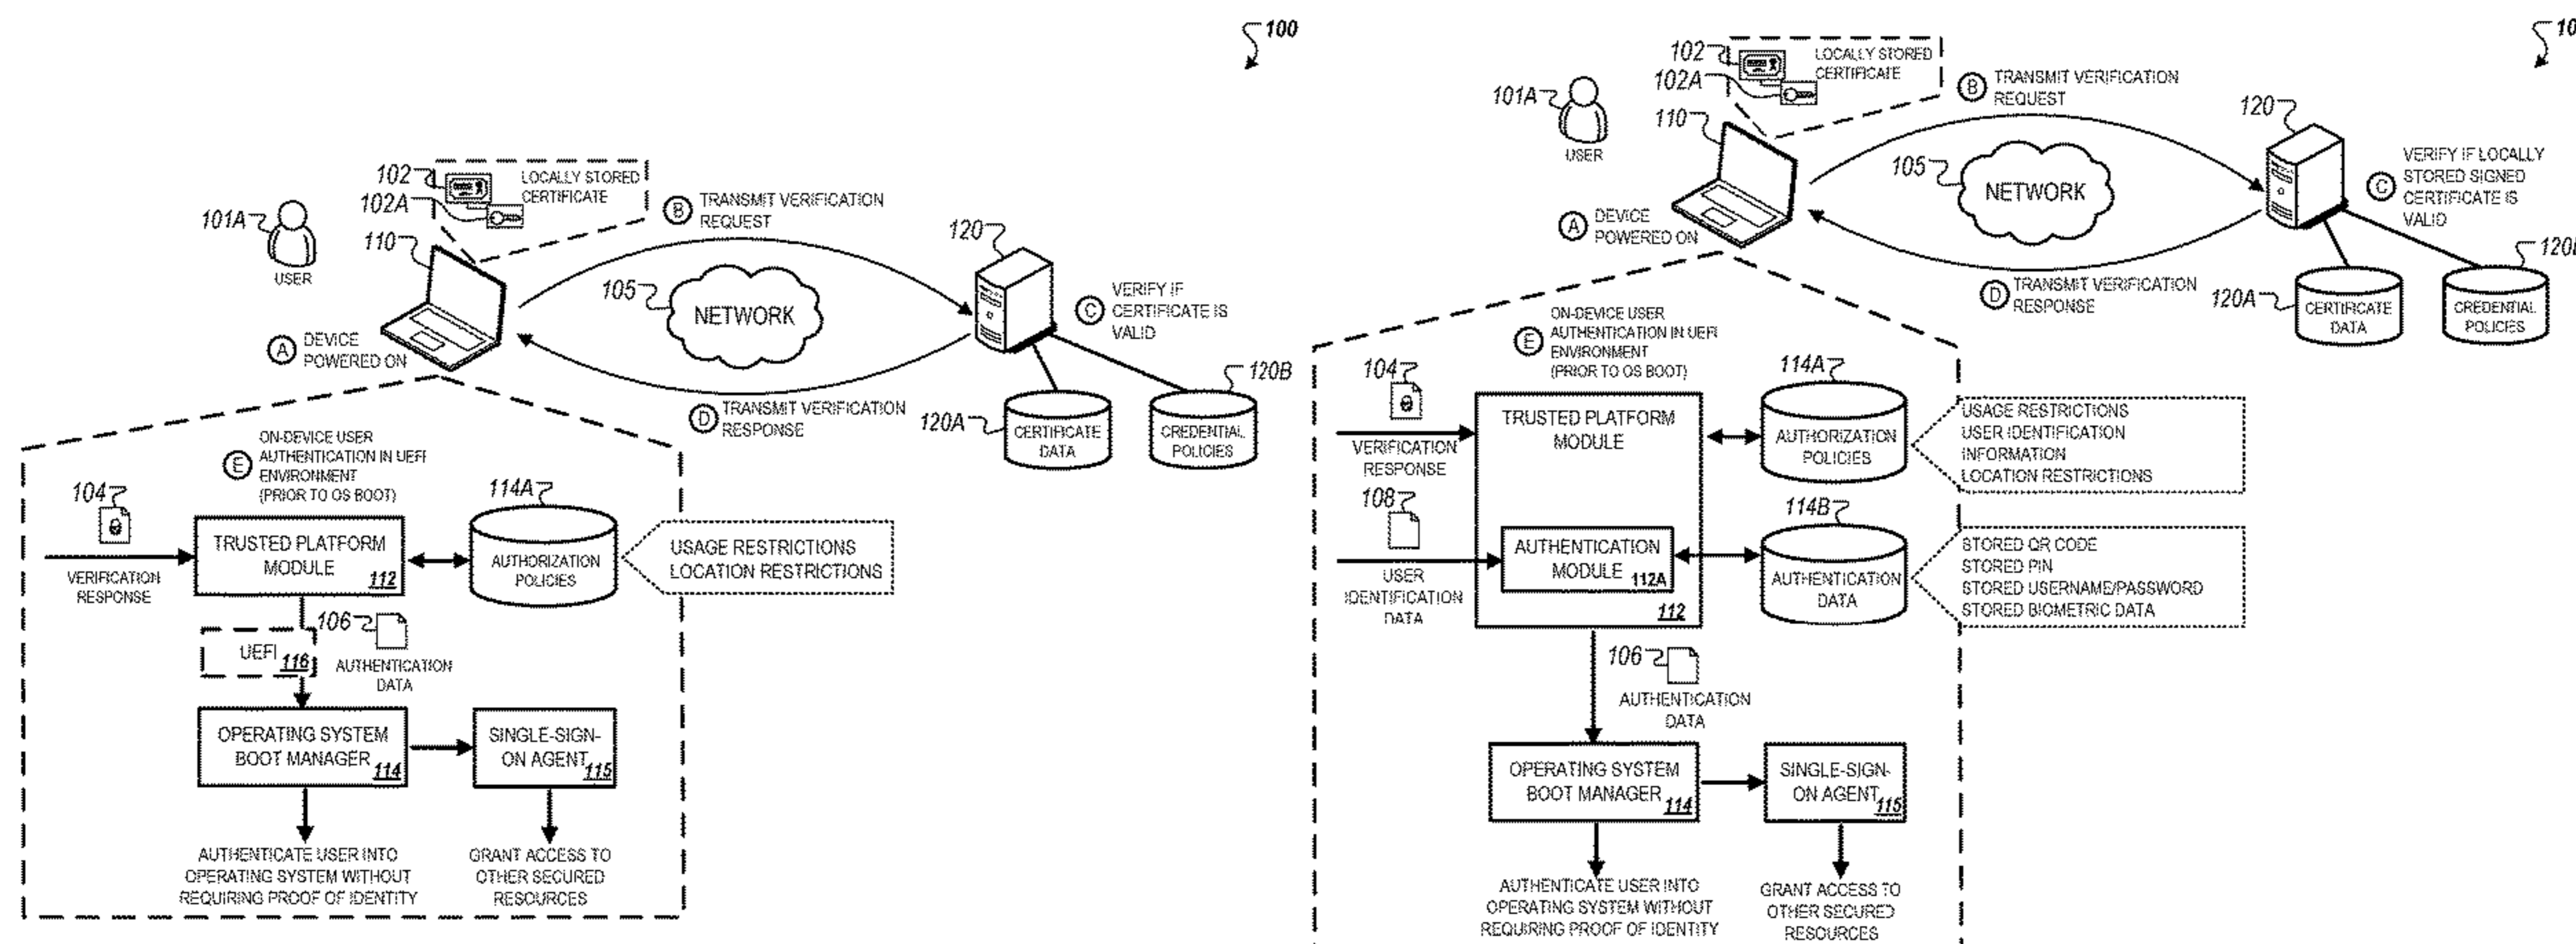 100
102
LOCALLY STORED
CERTIFICATE
102A
B
TRANSMIT VERIFICATION
REQUEST
101A
USER
110
120
105
NETWORK
C
VERIFY IF
CERTIFICATE IS
VALID
A
DEVICE
POWERED ON
D
TRANSMIT VERIFICATION
RESPONSE
120A
CERTIFICATE
DATA
120B
CREDENTIAL
POLICIES
E
ON-DEVICE USER
AUTHENTICATION IN UEFI
ENVIRONMENT
(PRIOR TO OS BOOT)
104
VERIFICATION
RESPONSE
TRUSTED PLATFORM
MODULE
112
114A
AUTHORIZATION
POLICIES
USAGE RESTRICTIONS
LOCATION RESTRICTIONS
UEFI
116
106
AUTHENTICATION
DATA
OPERATING SYSTEM
BOOT MANAGER
114
SINGLE-SIGN-
ON AGENT
115
AUTHENTICATE USER INTO
OPERATING SYSTEM WITHOUT
REQUIRING PROOF OF IDENTITY
GRANT ACCESS TO
OTHER SECURED
RESOURCES
10
102
LOCALLY STORED
CERTIFICATE
102A
B
TRANSMIT VERIFICATION
REQUEST
101A
USER
110
120
105
NETWORK
C
VERIFY IF LOCALLY
STORED SIGNED
CERTIFICATE IS
VALID
A
DEVICE
POWERED ON
D
TRANSMIT VERIFICATION
RESPONSE
120A
CERTIFICATE
DATA
CREDENTIAL
POLICIES
E
ON-DEVICE USER
AUTHENTICATION IN UEFI
ENVIRONMENT
(PRIOR TO OS BOOT)
104
VERIFICATION
RESPONSE
108
USER
IDENTIFICATION
DATA
TRUSTED PLATFORM
MODULE
AUTHENTICATION
MODULE
112A
112
114A
AUTHORIZATION
POLICIES
USAGE RESTRICTIONS
USER IDENTIFICATION
INFORMATION
LOCATION RESTRICTIONS
114B
AUTHENTICATION
DATA
STORED QR CODE
STORED PIN
STORED USERNAME/PASSWORD
STORED BIOMETRIC DATA
106
AUTHENTICATION
DATA
OPERATING SYSTEM
BOOT MANAGER
114
SINGLE-SIGN-
ON AGENT
115
AUTHENTICATE USER INTO
OPERATING SYSTEM WITHOUT
REQUIRING PROOF OF IDENTITY
GRANT ACCESS TO
OTHER SECURED
RESOURCES